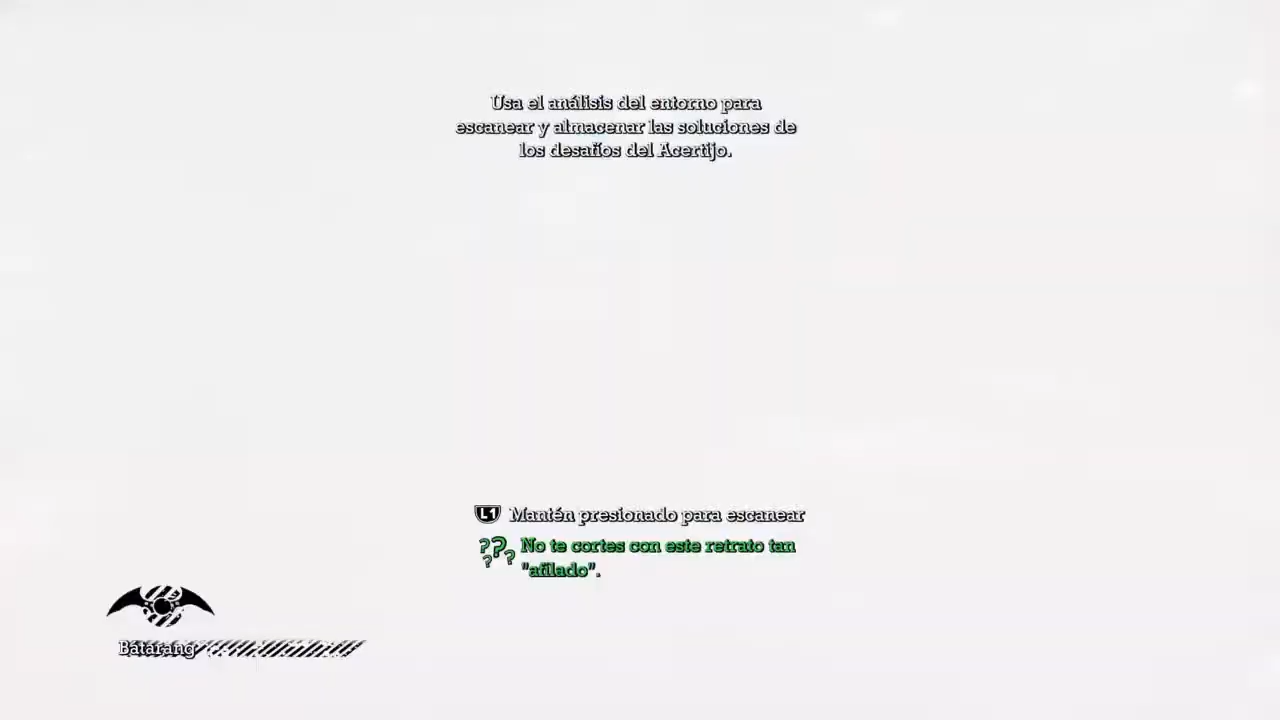 Usa el análisis del entorno para
escanear y almacenar las soluciones de
los desafíos del Acertijo.
L1 Mantén presionado para escanear
??? No te cortes con este retrato tan
"afilado".
Batarang